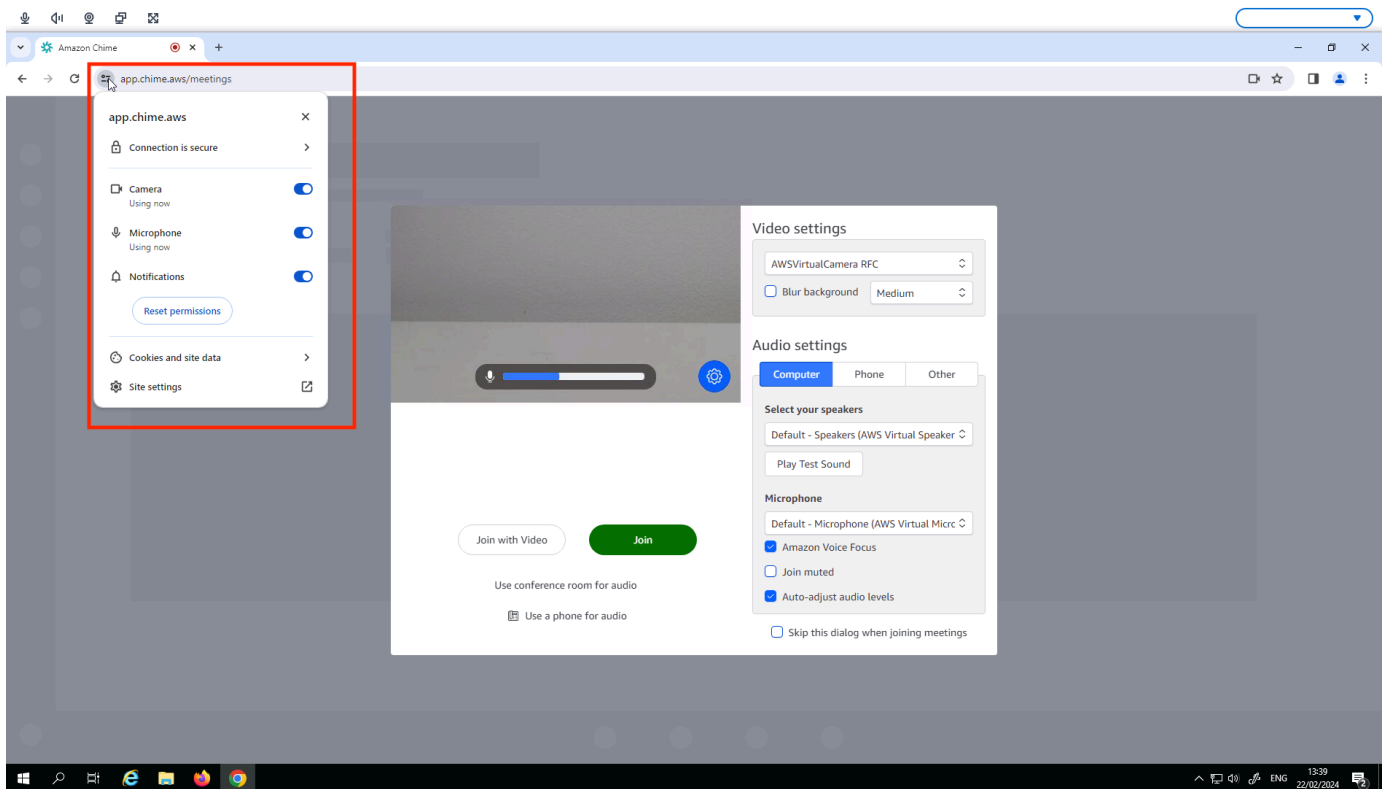 Amazon Chime
app.chime.aws/meetings
app.chime.aws
Connection is secure
Camera
Using now
Microphone
Using now
Notifications
Reset permissions
Cookies and site data
Site settings
Join with Video
Join
Use conference room for audio
Use a phone for audio
Video settings
AWSVirtualCamera RFC
Blur background
Medium
Audio settings
Computer
Phone
Other
Select your speakers
Default - Speakers (AWS Virtual Speaker
Play Test Sound
Microphone
Default - Microphone (AWS Virtual Micrc
Amazon Voice Focus
Join muted
Auto-adjust audio levels
Skip this dialog when joining meetings
ENG
13:39
22/02/2024
2